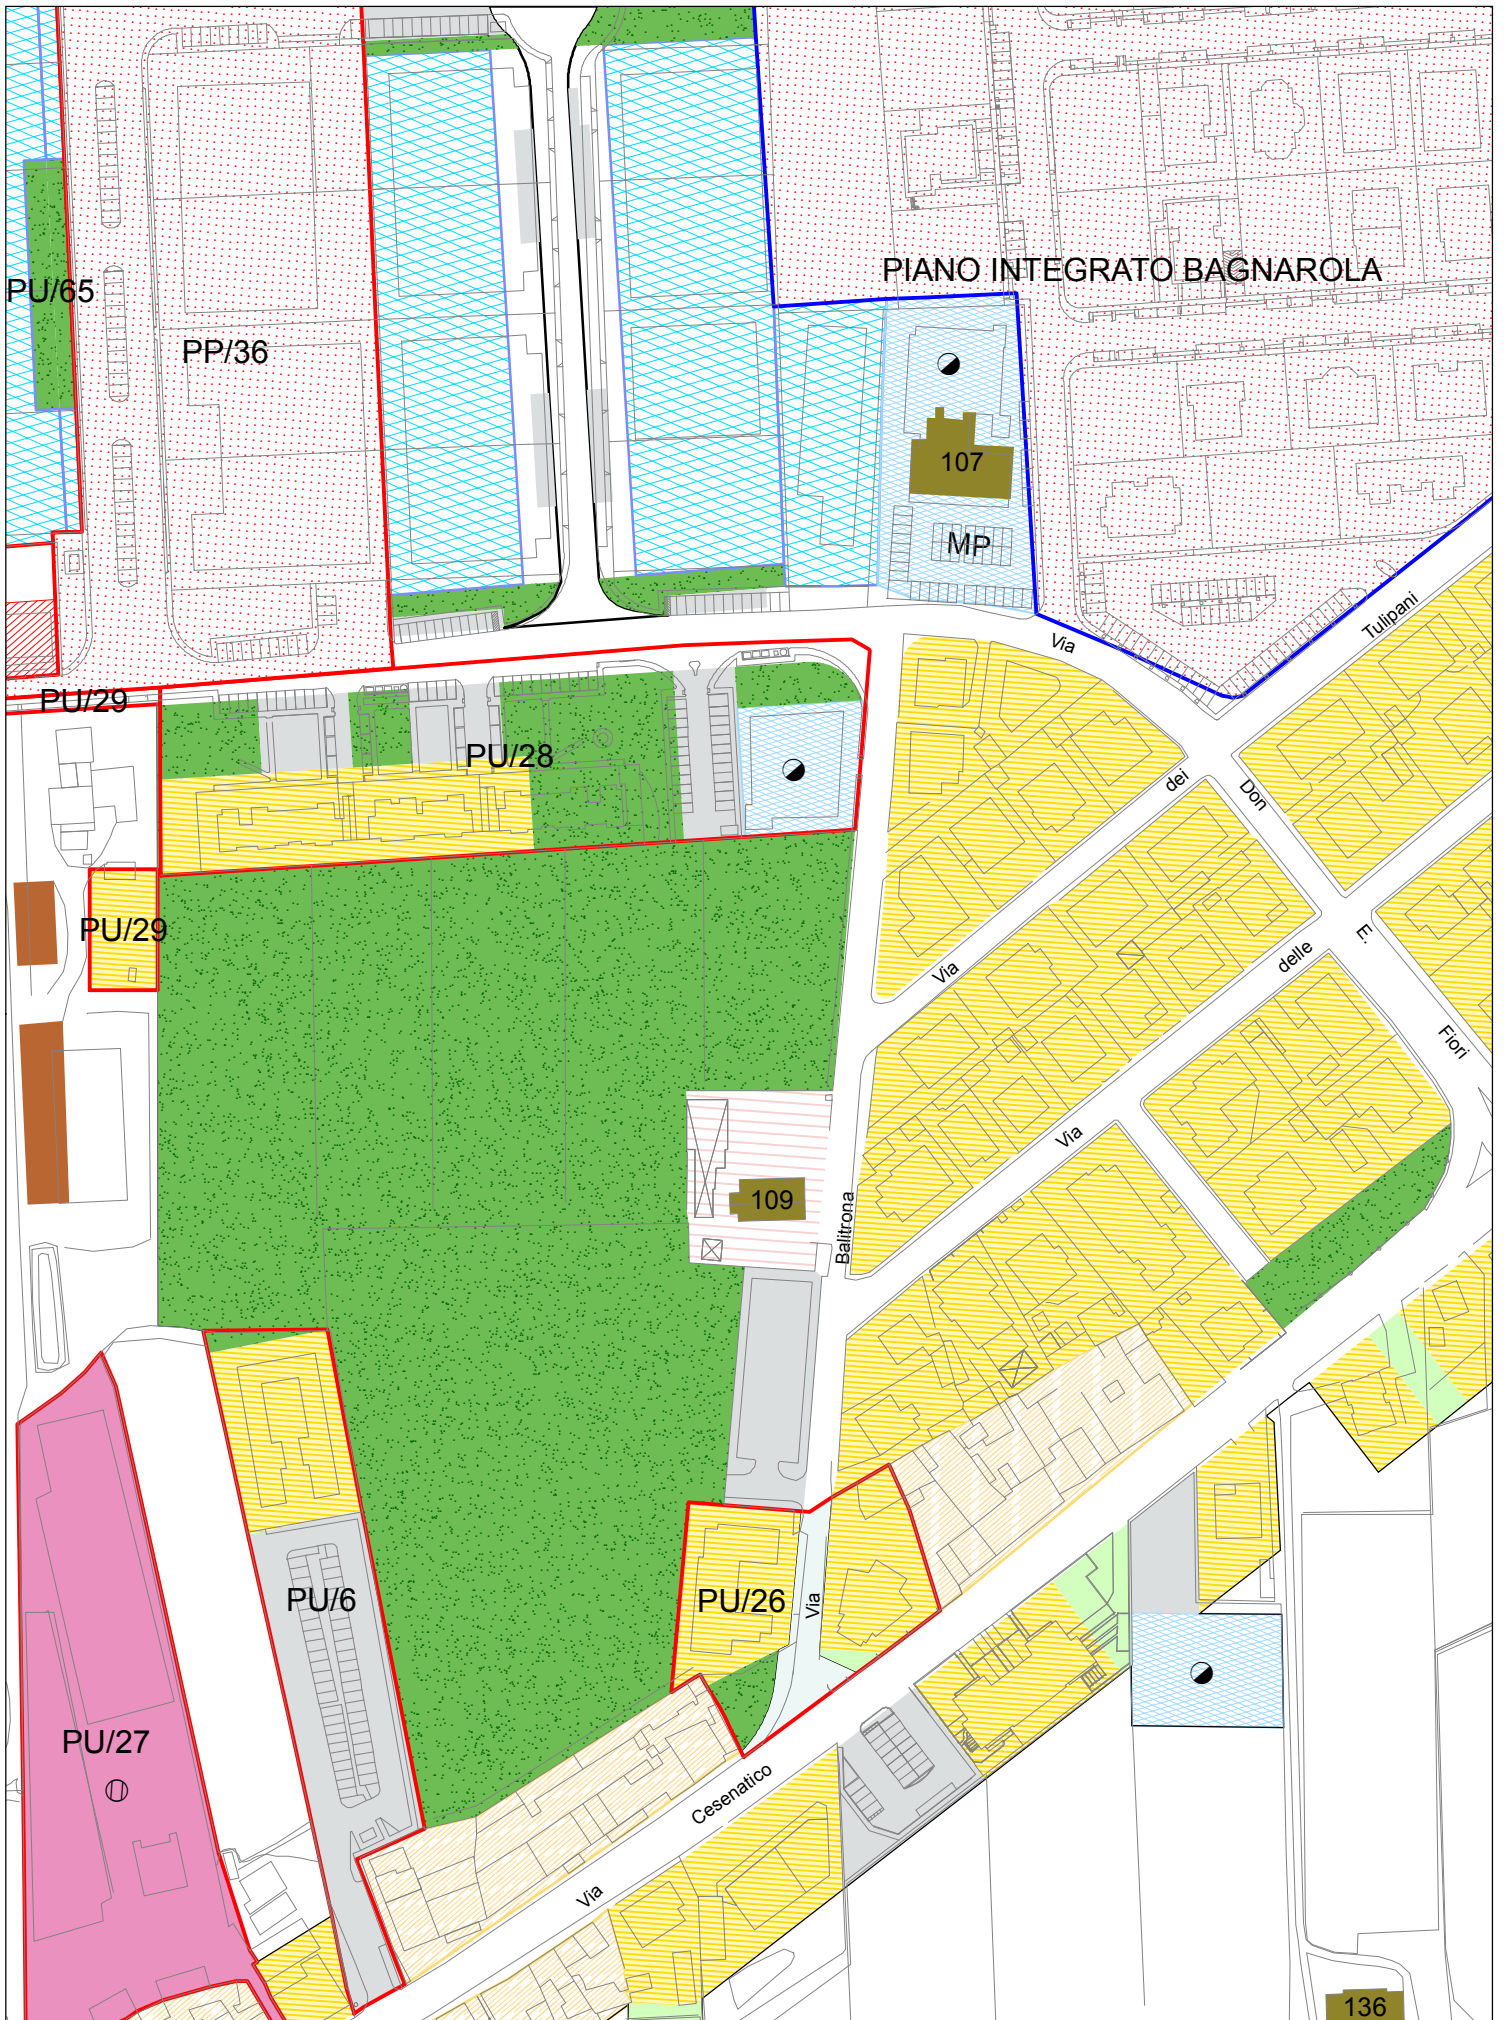 PIANO INTEGRATO BAGNAROLA
PU/65
PP/36
107
MP
Tulipani
Via
PU/29
PU/28
dei
Don
PU/29
Via
delle
E.
Fiori
Via
109
Balitrona
PU/6
PU/26
Via
PU/27
Cesenatico
Via
136